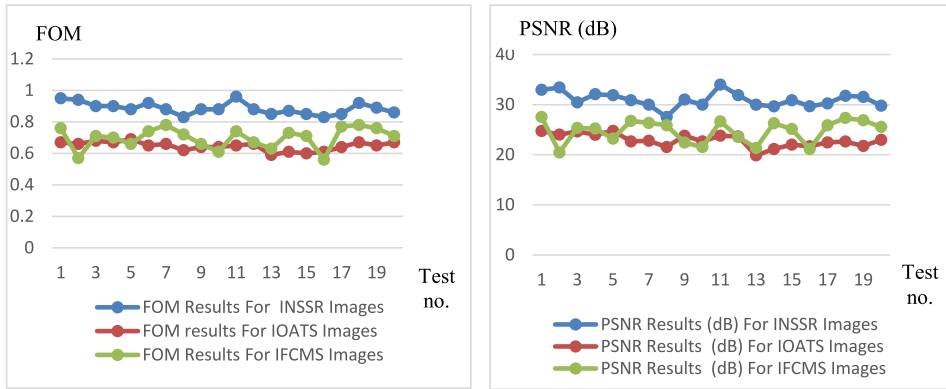 FOM
1.2
1
0.8
0.6
0.4
0.2
0
1 3 5 7 9 11 13 15 17 19
Test
no.
FOM Results For INSSR Images
FOM results For IOATS Images
FOM Results For IFCMS Images
PSNR (dB)
40
30
20
10
0
1 3 5 7 9 11 13 15 17 19
Test
no.
PSNR Results (dB) For INSSR Images
PSNR Results (dB) For IOATS Images
PSNR Results (dB) For IFCMS Images